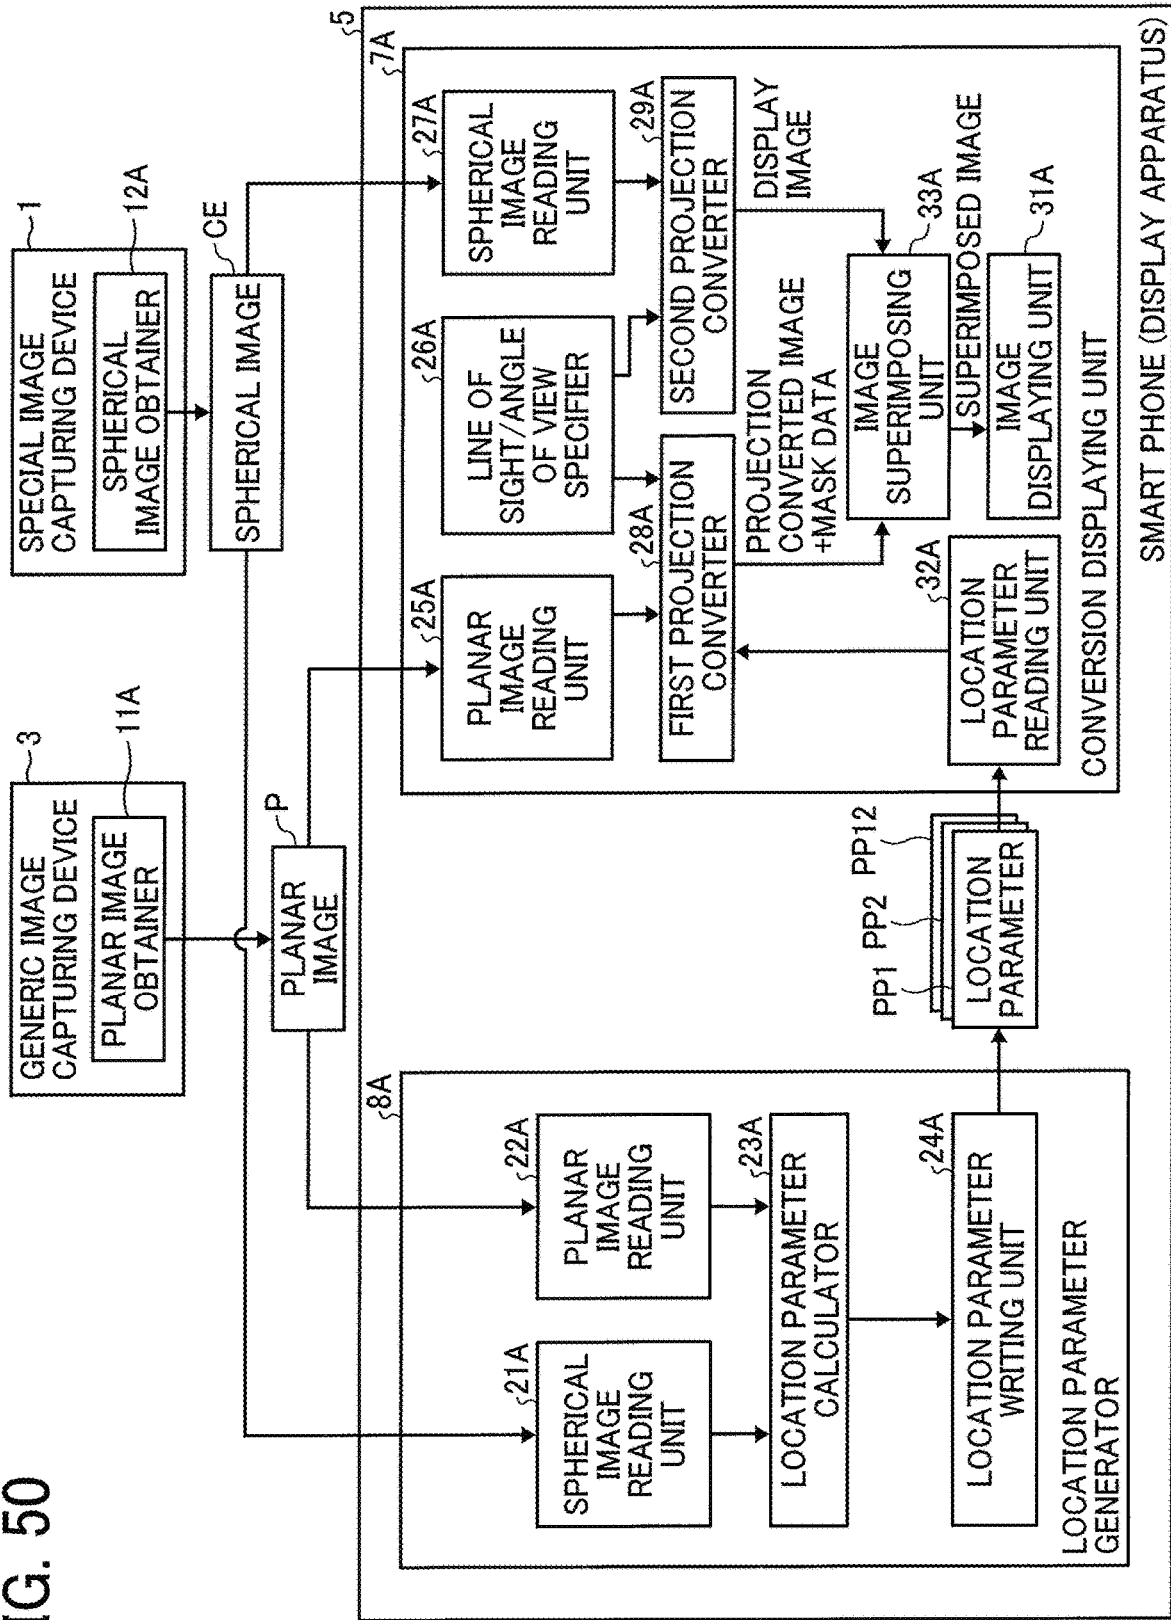 IG. 50
3
GENERIC IMAGE
CAPTURING DEVICE
11A
PLANAR IMAGE
OBTAINER
1
SPECIAL IMAGE
CAPTURING DEVICE
12A
SPHERICAL
IMAGE OBTAINER
CE
SPHERICAL IMAGE
P
PLANAR
IMAGE
5
8A
21A
SPHERICAL
IMAGE
READING
UNIT
22A
PLANAR
IMAGE
READING
UNIT
23A
LOCATION PARAMETER
CALCULATOR
24A
LOCATION PARAMETER
WRITING UNIT
LOCATION PARAMETER
GENERATOR
PP1
PP2
PP12
LOCATION
PARAMETER
7A
25A
PLANAR
IMAGE
READING
UNIT
26A
LINE OF
SIGHT/ANGLE
OF VIEW
SPECIFIER
27A
SPHERICAL
IMAGE
READING
UNIT
28A
FIRST PROJECTION
CONVERTER
29A
SECOND PROJECTION
CONVERTER
PROJECTION
CONVERTED IMAGE
+MASK DATA
DISPLAY
IMAGE
33A
IMAGE
SUPERIMPOSING
UNIT
SUPERIMPOSED IMAGE
32A
LOCATION
PARAMETER
READING UNIT
31A
IMAGE
DISPLAYING UNIT
CONVERSION DISPLAYING UNIT
SMART PHONE (DISPLAY APPARATUS)